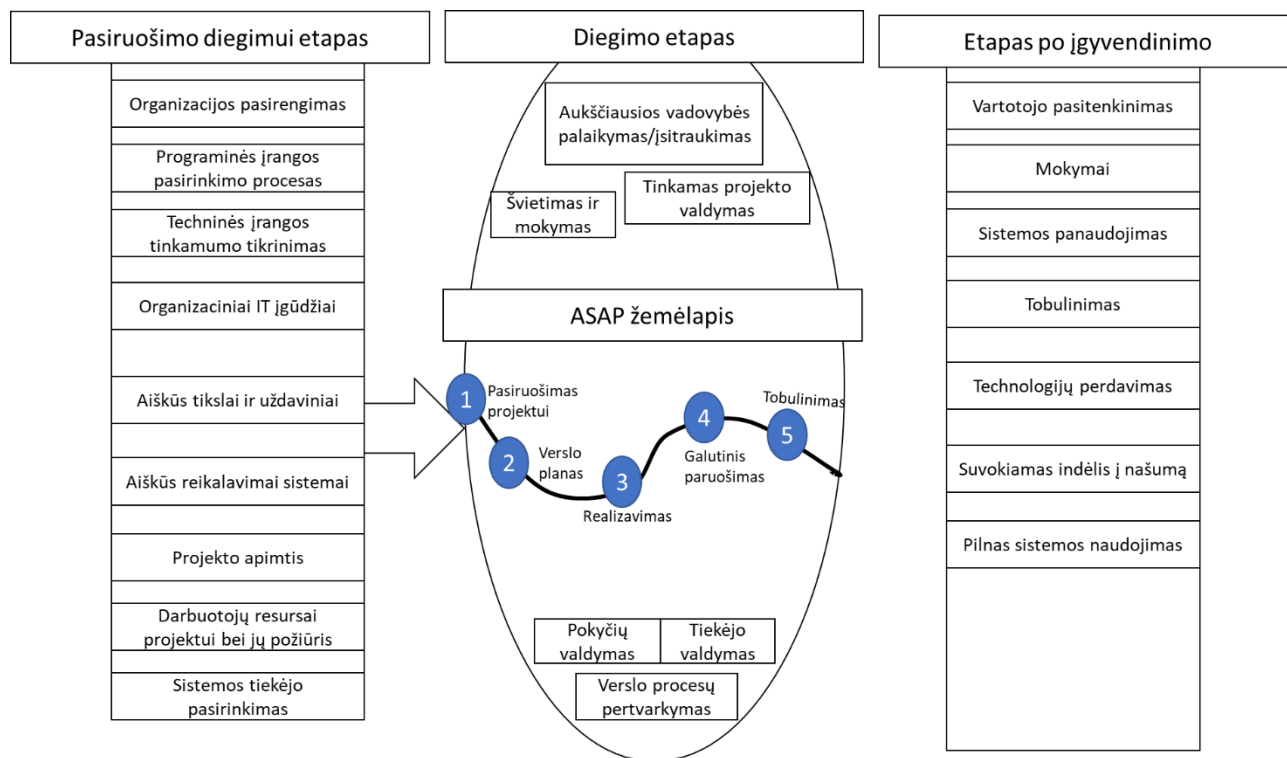 Pasiruošimo diegimui etapas
Organizacijos pasirengimas
Programinės įrangos
pasirinkimo procesas
Techninės įrangos
tinkamumo tikrinimas
Organizaciniai IT įgūdžiai
Aiškūs tikslai ir uždaviniai
Aiškūs reikalavimai sistemai
Projekto apimtis
Darbuotojų resursai
projektui bei jų požiūris
Sistemos tiekėjo
pasirinkimas
Diegimo etapas
Aukščiausios vadovybės
palaikymas/įsitraukimas
Tinkamas projekto
valdymas
Švietimas ir
mokymas
ASAP žemėlapis
1
Pasiruošimas
projektui
2
Verslo
planas
3
Realizavimas
4
Galutinis
paruošimas
5
Tobulinimas
Pokyčių
valdymas
Tiekėjo
valdymas
Verslo procesų
pertvarkymas
Etapas po įgyvendinimo
Vartotojo pasitenkinimas
Mokymai
Sistemos panaudojimas
Tobulinimas
Technologijų perdavimas
Suvokiamas indėlis į našumą
Pilnas sistemos naudojimas